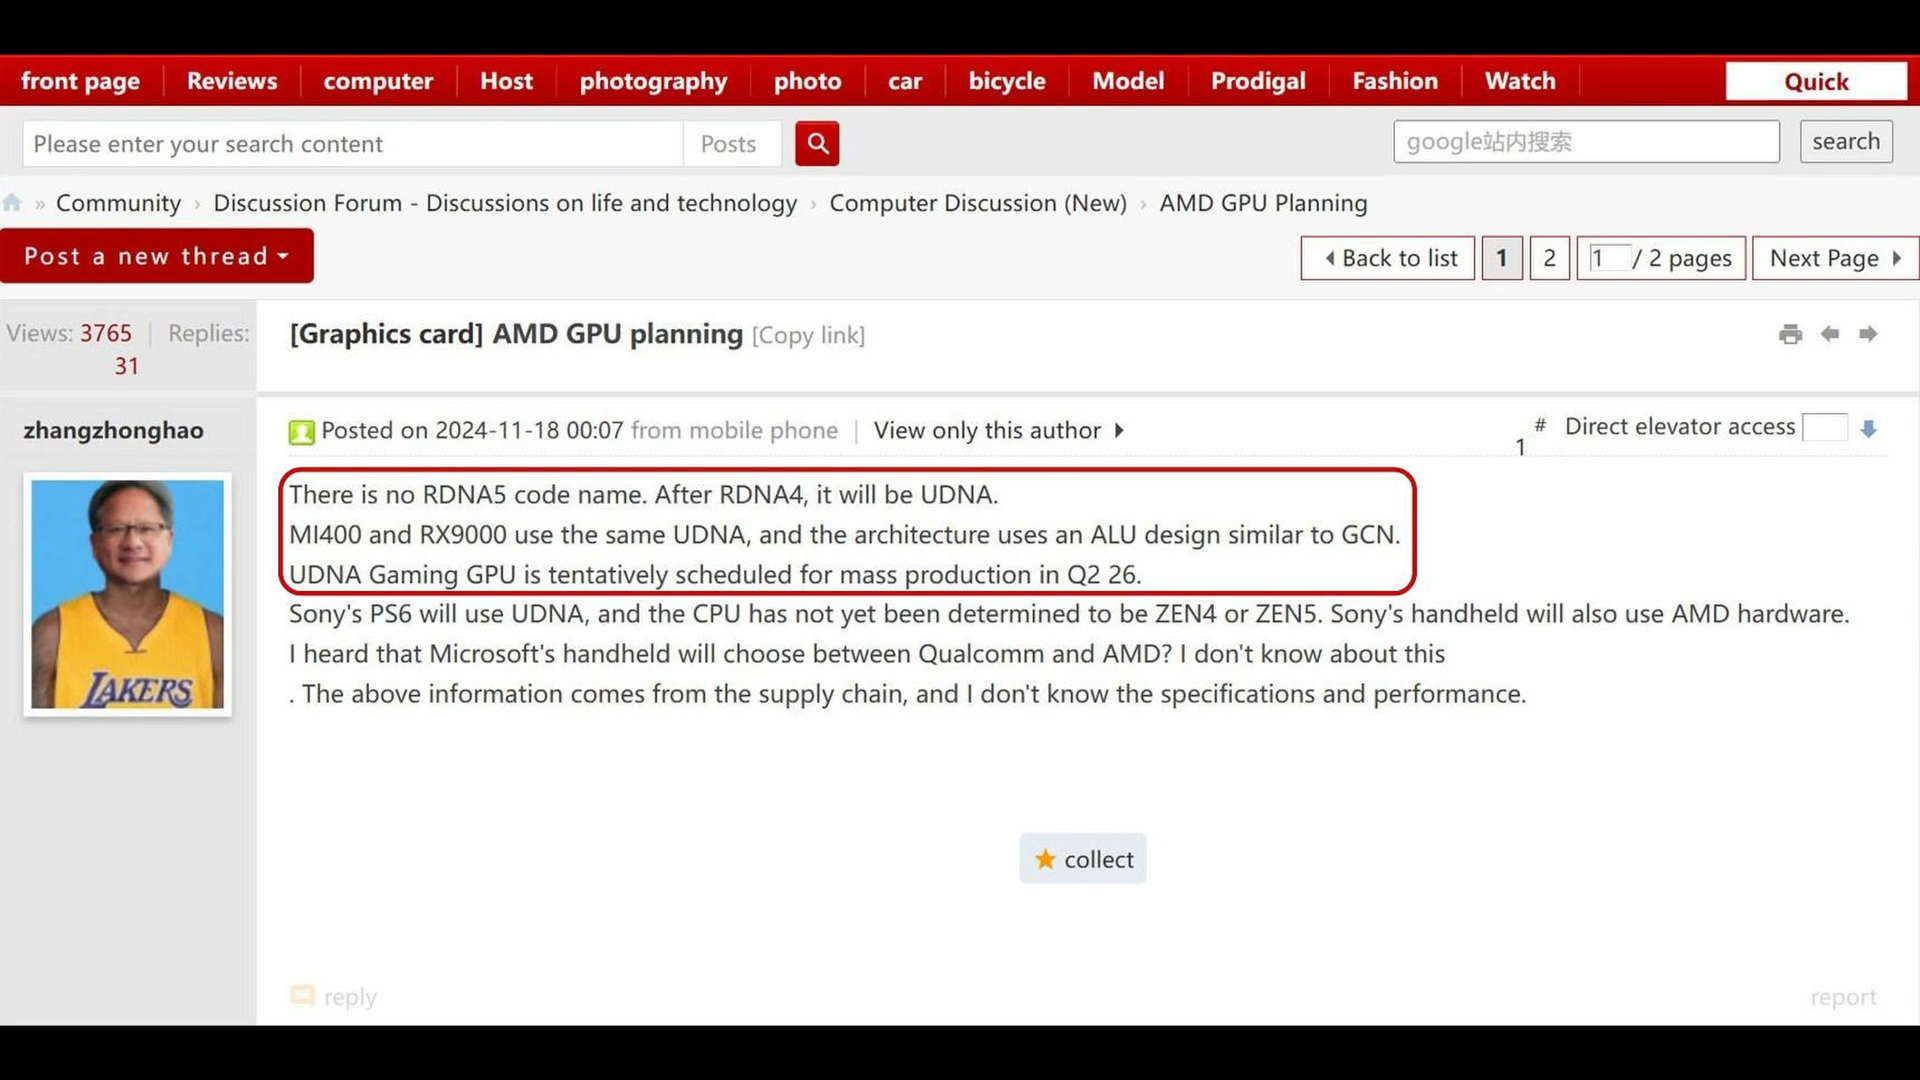 front page Reviews computer Host photography photo car bicycle Model Prodigal Fashion Watch Quick
Please enter your search content Posts google站内搜索 search
» Community › Discussion Forum - Discussions on life and technology › Computer Discussion (New) › AMD GPU Planning
Post a new thread Back to list 1 2 1 / 2 pages Next Page
Views: 3765 | Replies:
31
[Graphics card] AMD GPU planning [Copy link]
zhangzhonghao
Posted on 2024-11-18 00:07 from mobile phone | View only this author
1 # Direct elevator access
There is no RDNA5 code name. After RDNA4, it will be UDNA.
MI400 and RX9000 use the same UDNA, and the architecture uses an ALU design similar to GCN.
UDNA Gaming GPU is tentatively scheduled for mass production in Q2 26.
Sony's PS6 will use UDNA, and the CPU has not yet been determined to be ZEN4 or ZEN5. Sony's handheld will also use AMD hardware.
I heard that Microsoft's handheld will choose between Qualcomm and AMD? I don't know about this
. The above information comes from the supply chain, and I don't know the specifications and performance.
LAKERS
collect
reply report